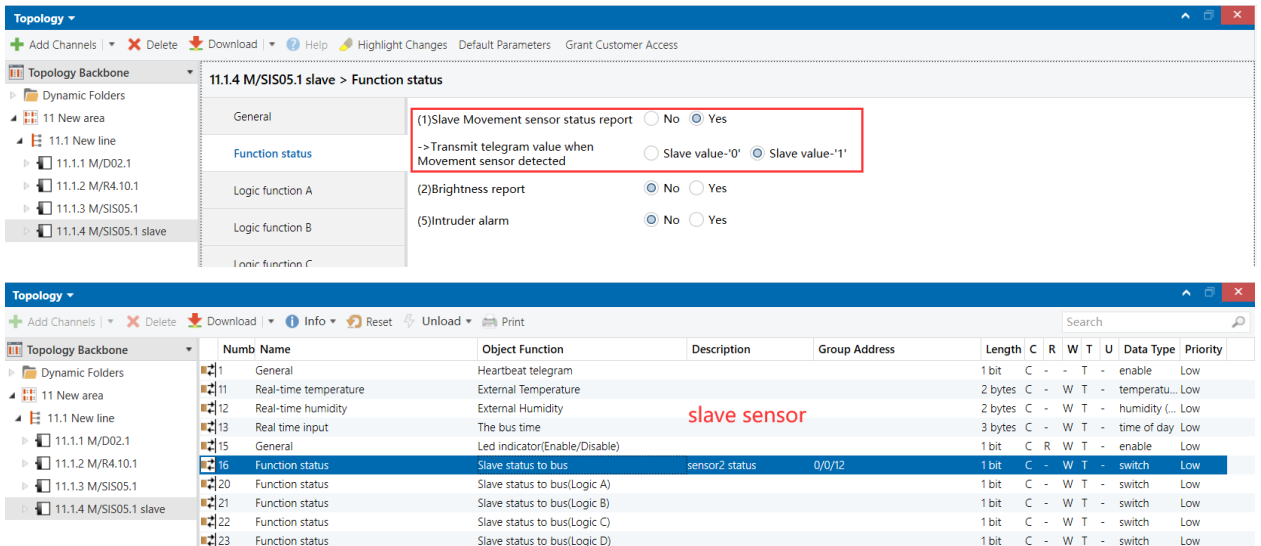 Topology
Add Channels Delete Download Help Highlight Changes Default Parameters Grant Customer Access
Topology Backbone
Dynamic Folders
11 New area
11.1 New line
11.1.1 M/D02.1
11.1.2 M/R4.10.1
11.1.3 M/SIS05.1
11.1.4 M/SIS05.1 slave
11.1.4 M/SIS05.1 slave > Function status
General
Function status
Logic function A
Logic function B
Logic function C
(1)Slave Movement sensor status report No Yes
->Transmit telegram value when
Movement sensor detected Slave value-'0' Slave value-'1'
(2)Brightness report No Yes
(5)Intruder alarm No Yes
Topology
Add Channels Delete Download Info Reset Unload Print
Search
Topology Backbone
Dynamic Folders
11 New area
11.1 New line
11.1.1 M/D02.1
11.1.2 M/R4.10.1
11.1.3 M/SIS05.1
11.1.4 M/SIS05.1 slave
Numb Name Object Function Description Group Address Length C R W T U Data Type Priority
1 General Heartbeat telegram 1 bit C - - T - enable Low
11 Real-time temperature External Temperature 2 bytes C - W T - temperatu... Low
12 Real-time humidity External Humidity 2 bytes C - W T - humidity (... Low
slave sensor
13 Real time input The bus time 3 bytes C - W T - time of day Low
15 General Led indicator(Enable/Disable) 1 bit C R W T - enable Low
16 Function status Slave status to bus sensor2 status 0/0/12 1 bit C - W T - switch Low
20 Function status Slave status to bus(Logic A) 1 bit C - W T - switch Low
21 Function status Slave status to bus(Logic B) 1 bit C - W T - switch Low
22 Function status Slave status to bus(Logic C) 1 bit C - W T - switch Low
23 Function status Slave status to bus(Logic D) 1 bit C - W T - switch Low